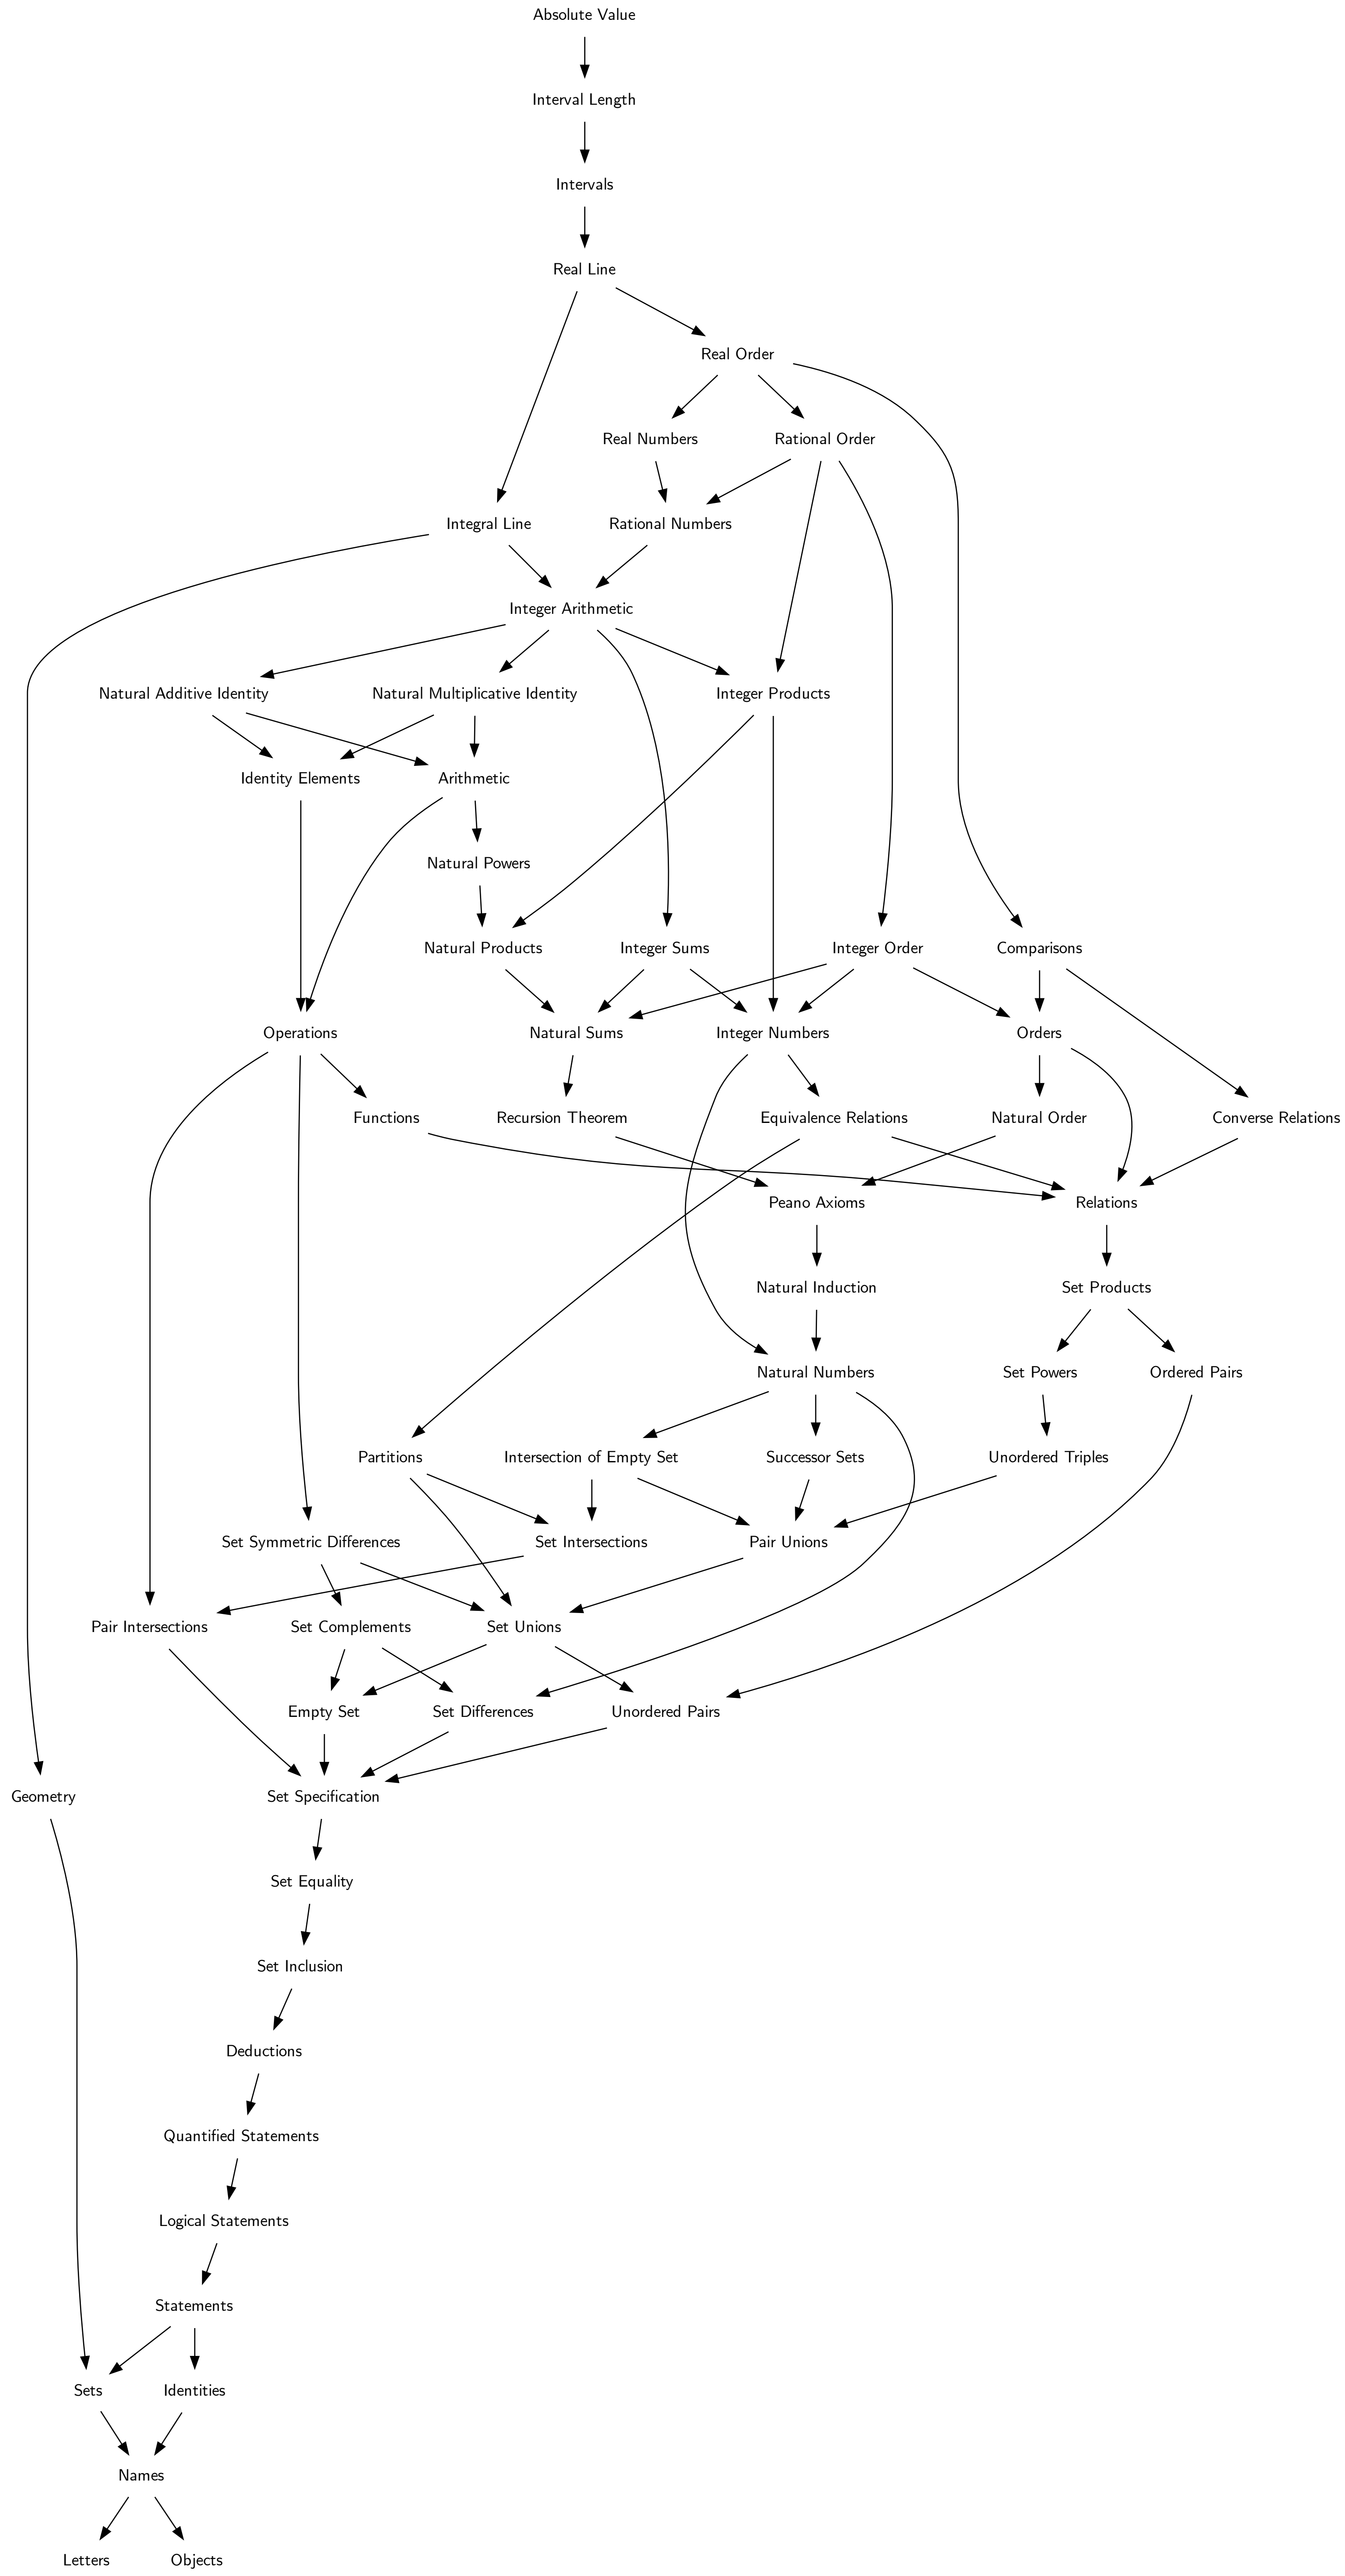 Absolute Value
Interval Length
Intervals
Real Line
Real Order
Real Numbers
Rational Order
Integral Line
Rational Numbers
Integer Arithmetic
Natural Additive Identity
Natural Multiplicative Identity
Integer Products
Identity Elements
Arithmetic
Natural Powers
Natural Products
Integer Sums
Integer Order
Comparisons
Operations
Natural Sums
Integer Numbers
Orders
Functions
Recursion Theorem
Equivalence Relations
Natural Order
Converse Relations
Peano Axioms
Relations
Natural Induction
Set Products
Natural Numbers
Set Powers
Ordered Pairs
Partitions
Intersection of Empty Set
Successor Sets
Unordered Triples
Set Symmetric Differences
Set Intersections
Pair Unions
Pair Intersections
Set Complements
Set Unions
Empty Set
Set Differences
Unordered Pairs
Geometry
Set Specification
Set Equality
Set Inclusion
Deductions
Quantified Statements
Logical Statements
Statements
Sets
Identities
Names
Letters
Objects